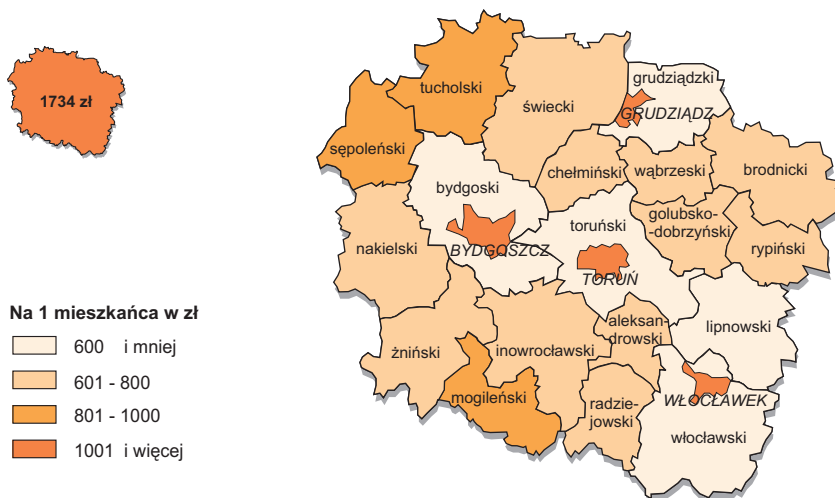 1734 zł
grudziądzki
tucholski
GRUDZIĄDZ
świecki
sępoleński
chełmiński
wąbrzeski
brodnicki
bydgoski
golubsko-
-dobrzyński
toruński
nakielski
BYDGOSZCZ
rypiński
TORUŃ
Na 1 mieszkańca w zł
600 i mniej
601 - 800
801 - 1000
1001 i więcej
aleksan-
drowski
lipnowski
żniński
inowrocławski
mogileński
radzie-
jowski
WŁOCŁAWEK
włocławski